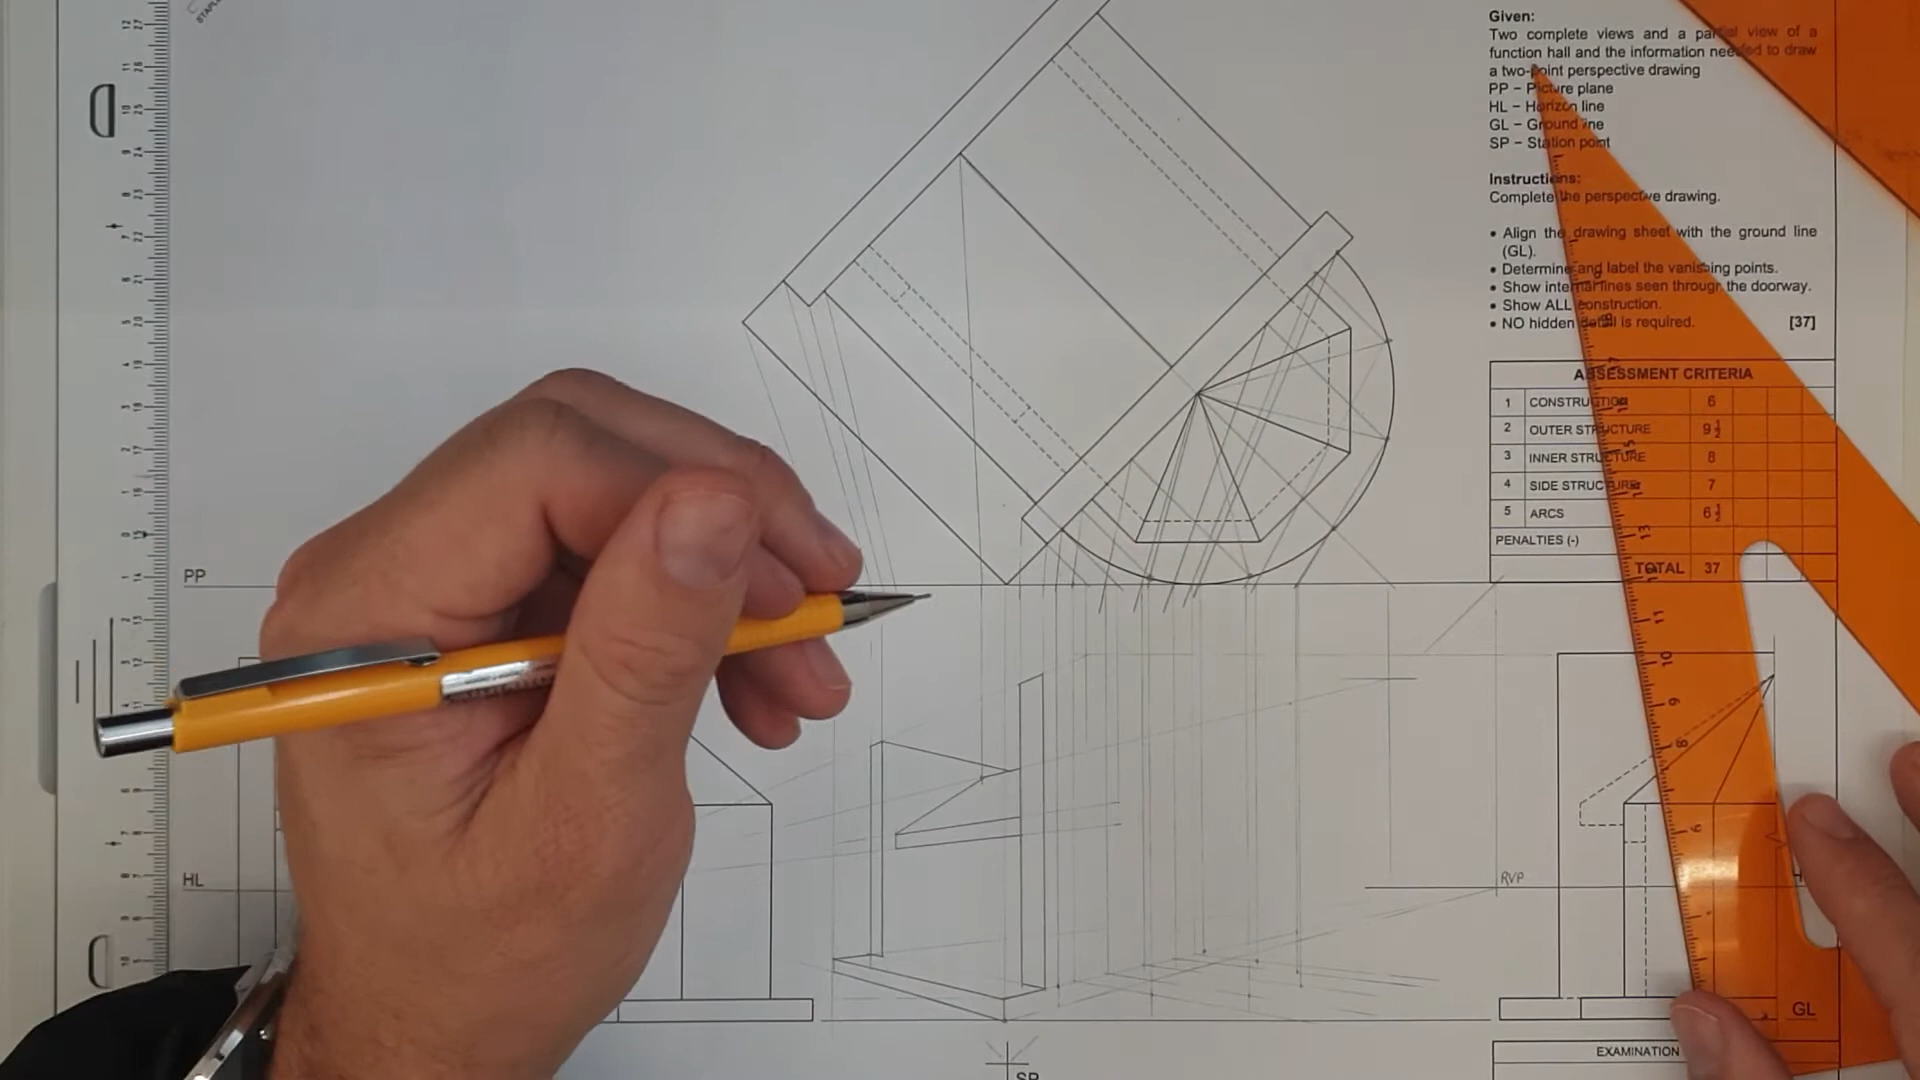 Given:
Two complete views and a partial view of a
function hall and the information needed to draw
a two-point perspective drawing
PP – Picture plane
HL – Horizon line
GL – Ground line
SP – Station point
Instructions:
Complete the perspective drawing.
• Align the drawing sheet with the ground line
(GL).
• Determine and label the vanishing points.
• Show internal lines seen through the doorway.
• Show ALL construction.
• NO hidden detail is required. [37]
ASSESSMENT CRITERIA
1 CONSTRUCTION 6
2 OUTER STRUCTURE 9½
3 INNER STRUCTURE 8
4 SIDE STRUCTURE 7
5 ARCS 6½
PENALTIES (-)
TOTAL 37
PP
HL
RVP
GL
EXAMINATION
SP